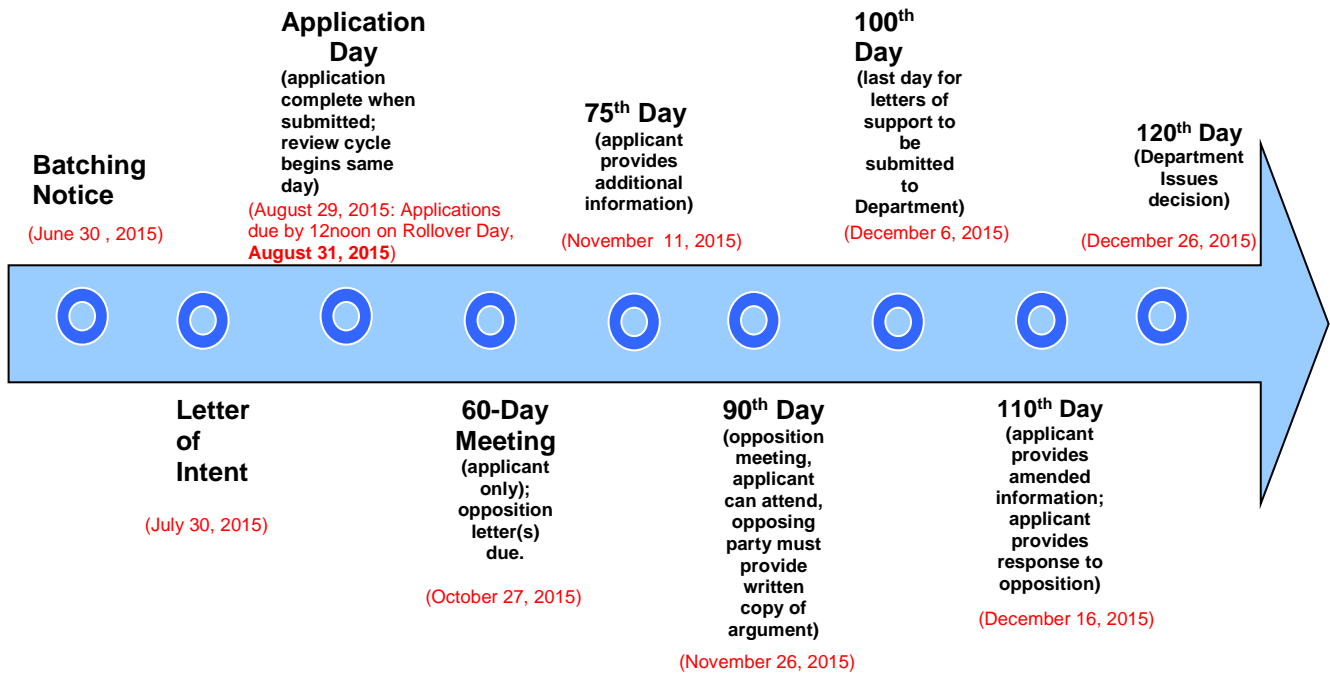 Batching
Notice
(June 30 , 2015)
Letter
of
Intent
(July 30, 2015)
Application
Day
(application
complete when
submitted;
review cycle
begins same
day)
(August 29, 2015: Applications
due by 12noon on Rollover Day,
August 31, 2015)
60-Day
Meeting
(applicant
only);
opposition
letter(s)
due.
(October 27, 2015)
75th Day
(applicant
provides
additional
information)
(November 11, 2015)
90th Day
(opposition
meeting,
applicant
can attend,
opposing
party must
provide
written
copy of
argument)
(November 26, 2015)
100th
Day
(last day for
letters of
support to
be
submitted
to
Department)
(December 6, 2015)
110th Day
(applicant
provides
amended
information;
applicant
provides
response to
opposition)
(December 16, 2015)
120th Day
(Department
Issues
decision)
(December 26, 2015)